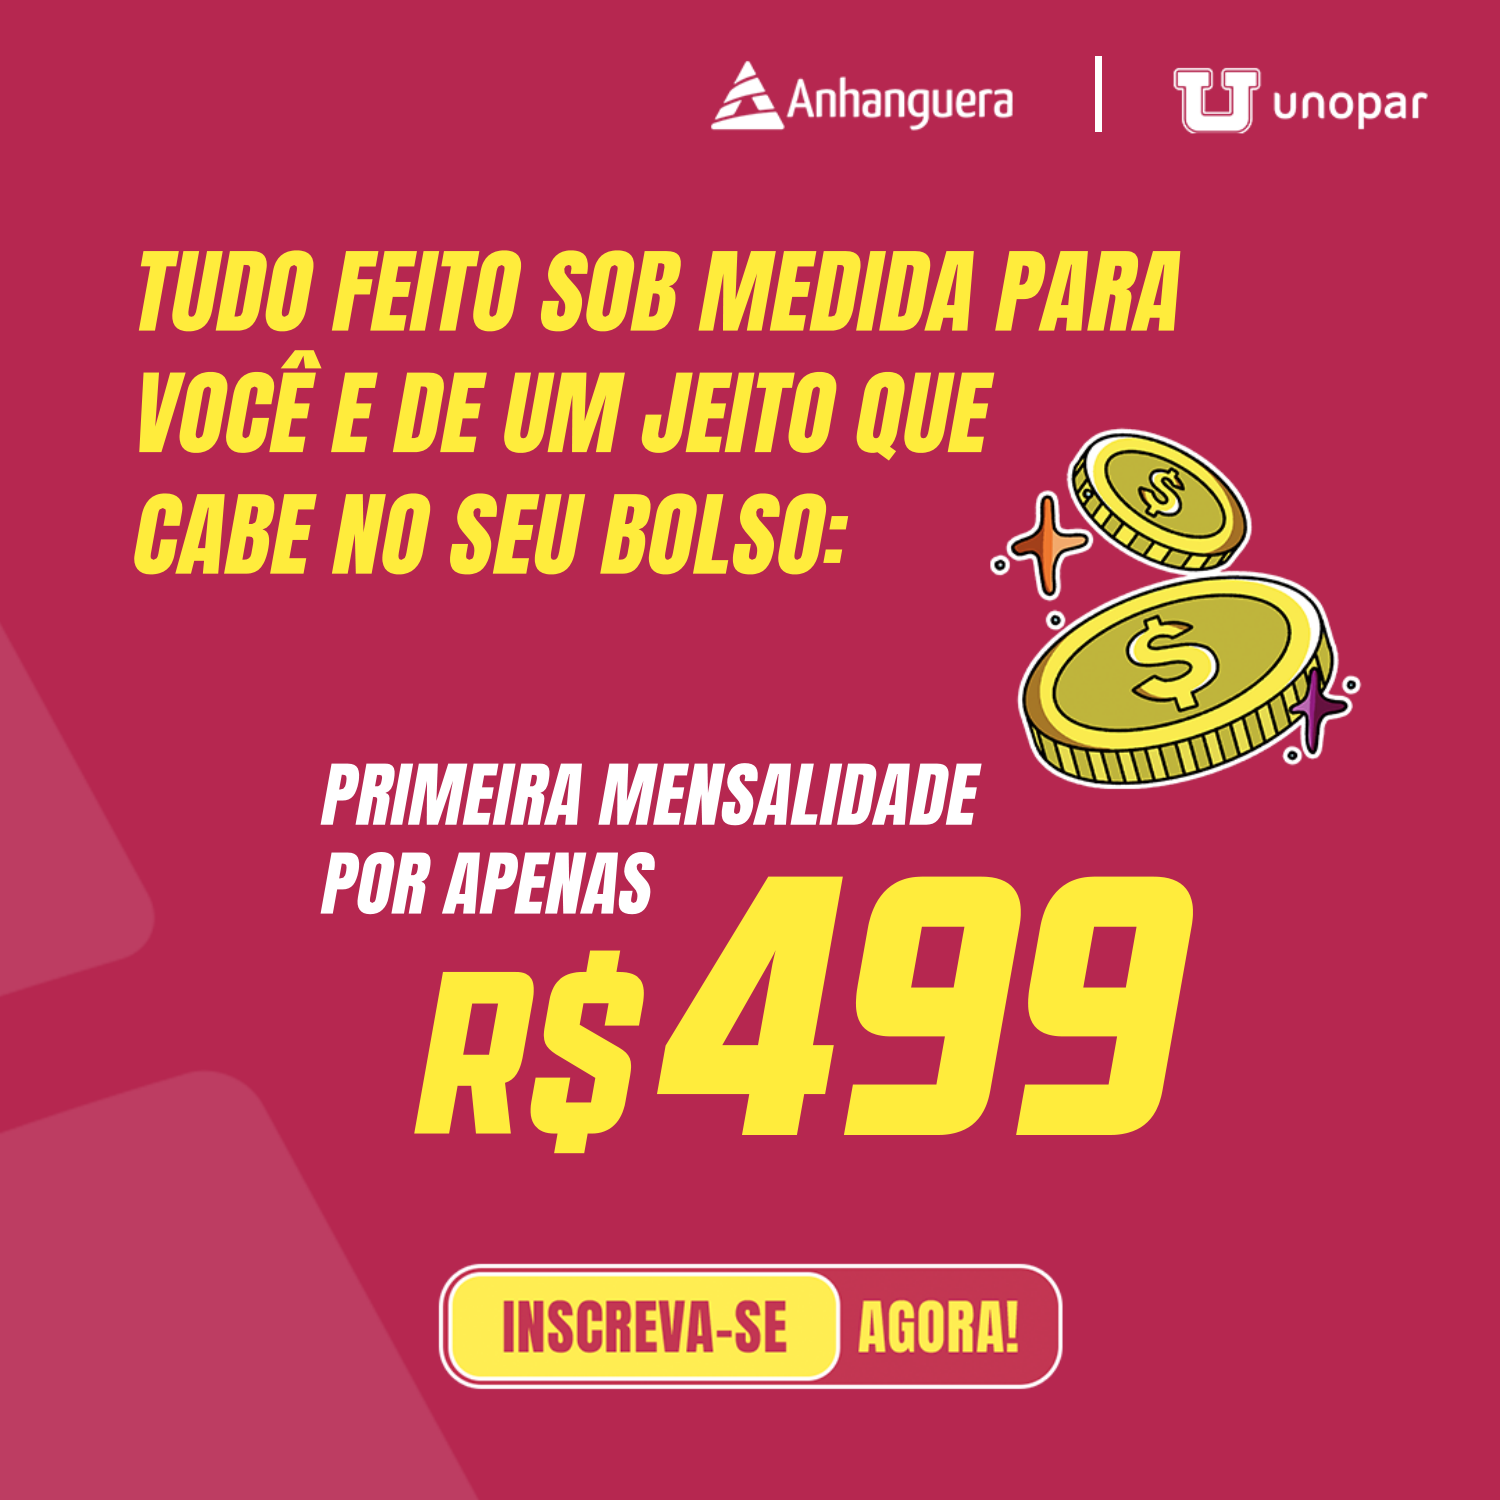 Anhanguera | unopar
TUDO FEITO SOB MEDIDA PARA
VOCÊ E DE UM JEITO QUE
CABE NO SEU BOLSO:
PRIMEIRA MENSALIDADE
POR APENAS
R$499
INSCREVA-SE AGORA!